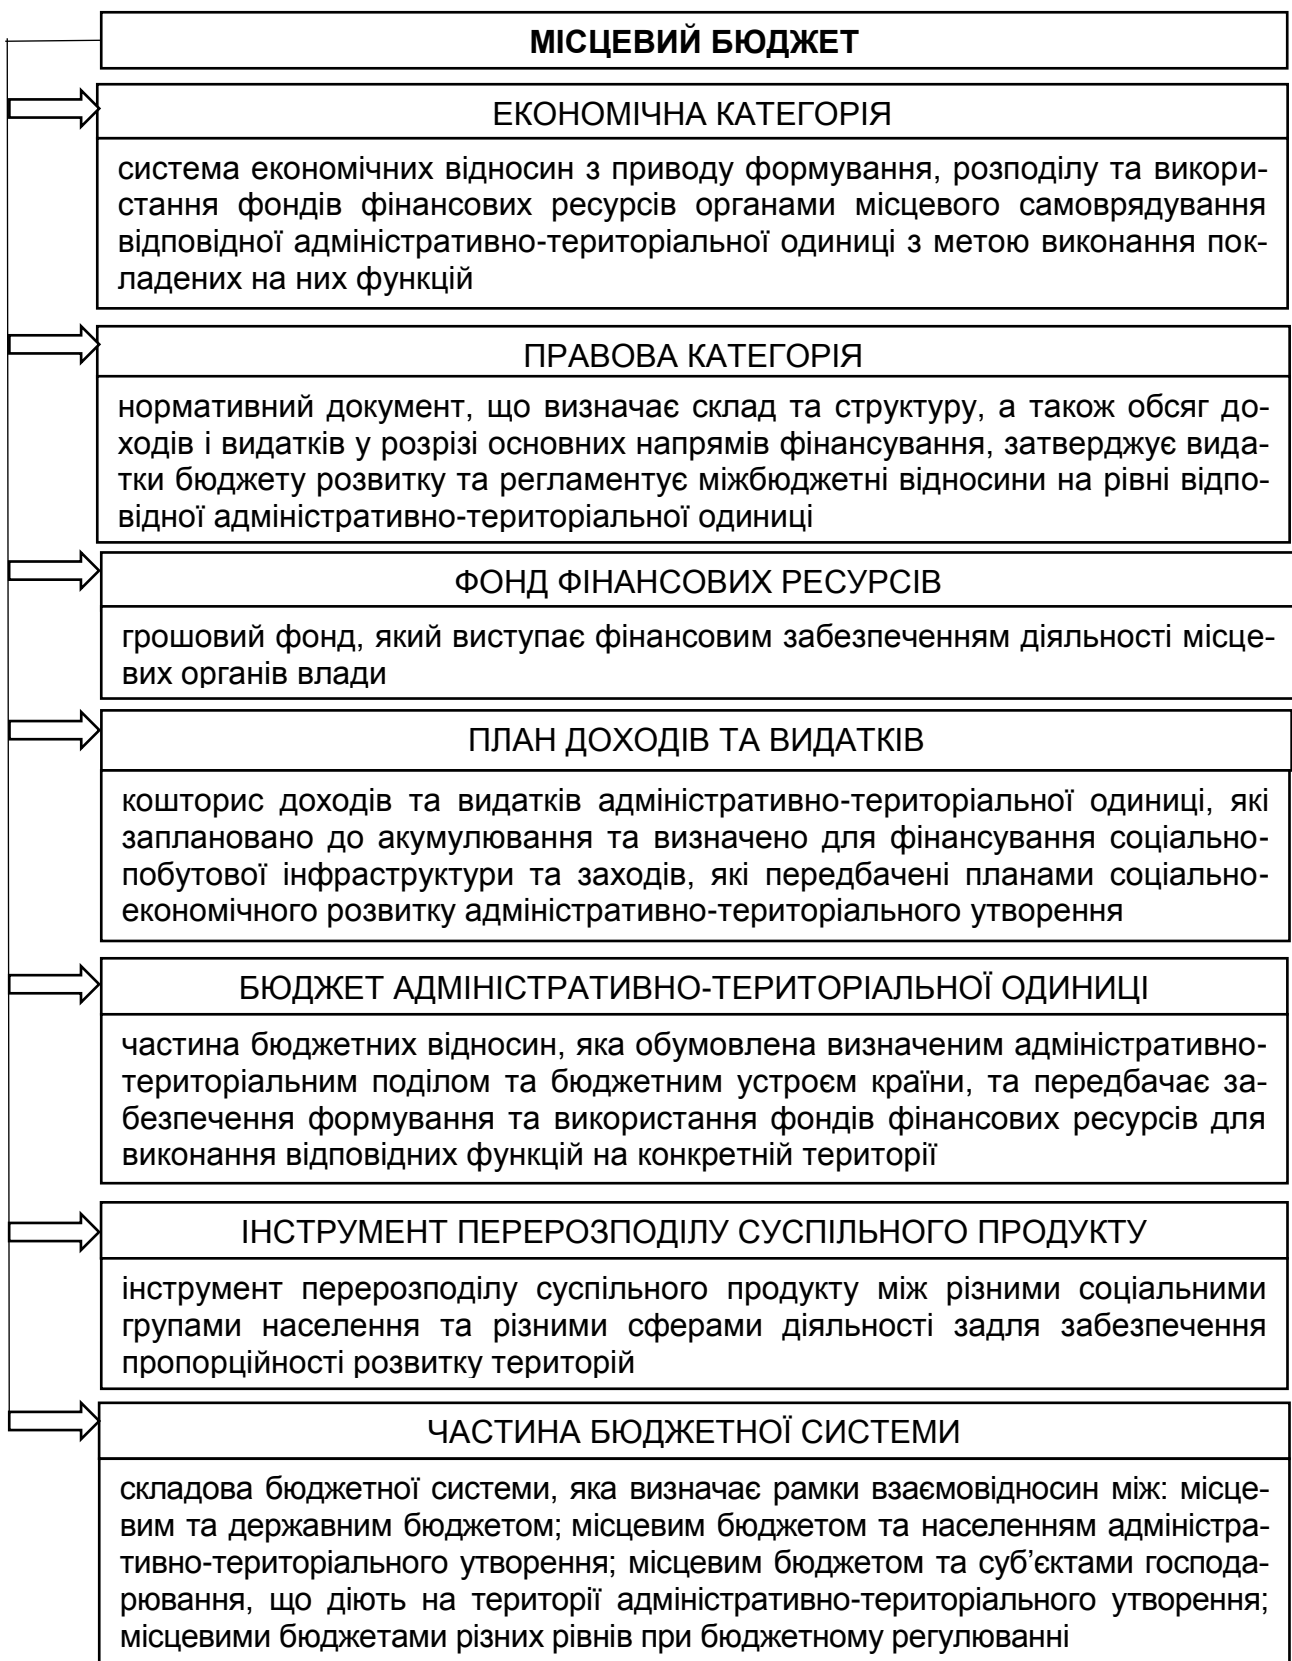 МІСЦЕВИЙ БЮДЖЕТ
ЕКОНОМІЧНА КАТЕГОРІЯ
система економічних відносин з приводу формування, розподілу та викори-
стання фондів фінансових ресурсів органами місцевого самоврядування
відповідної адміністративно-територіальної одиниці з метою виконання пок-
ладених на них функцій
ПРАВОВА КАТЕГОРІЯ
нормативний документ, що визначає склад та структуру, а також обсяг до-
ходів і видатків у розрізі основних напрямів фінансування, затверджує вида-
тки бюджету розвитку та регламентує міжбюджетні відносини на рівні відпо-
відної адміністративно-територіальної одиниці
ФОНД ФІНАНСОВИХ РЕСУРСІВ
грошовий фонд, який виступає фінансовим забезпеченням діяльності місце-
вих органів влади
ПЛАН ДОХОДІВ ТА ВИДАТКІВ
кошторис доходів та видатків адміністративно-територіальної одиниці, які
заплановано до акумулювання та визначено для фінансування соціально-
побутової інфраструктури та заходів, які передбачені планами соціально-
економічного розвитку адміністративно-територіального утворення
БЮДЖЕТ АДМІНІСТРАТИВНО-ТЕРИТОРІАЛЬНОЇ ОДИНИЦІ
частина бюджетних відносин, яка обумовлена визначеним адміністративно-
територіальним поділом та бюджетним устроєм країни, та передбачає за-
безпечення формування та використання фондів фінансових ресурсів для
виконання відповідних функцій на конкретній території
ІНСТРУМЕНТ ПЕРЕРОЗПОДІЛУ СУСПІЛЬНОГО ПРОДУКТУ
інструмент перерозподілу суспільного продукту між різними соціальними
групами населення та різними сферами діяльності задля забезпечення
пропорційності розвитку територій
ЧАСТИНА БЮДЖЕТНОЇ СИСТЕМИ
складова бюджетної системи, яка визначає рамки взаємовідносин між: місце-
вим та державним бюджетом; місцевим бюджетом та населенням адміністра-
тивно-територіального утворення; місцевим бюджетом та суб’єктами господа-
рювання, що діють на території адміністративно-територіального утворення;
місцевими бюджетами різних рівнів при бюджетному регулюванні